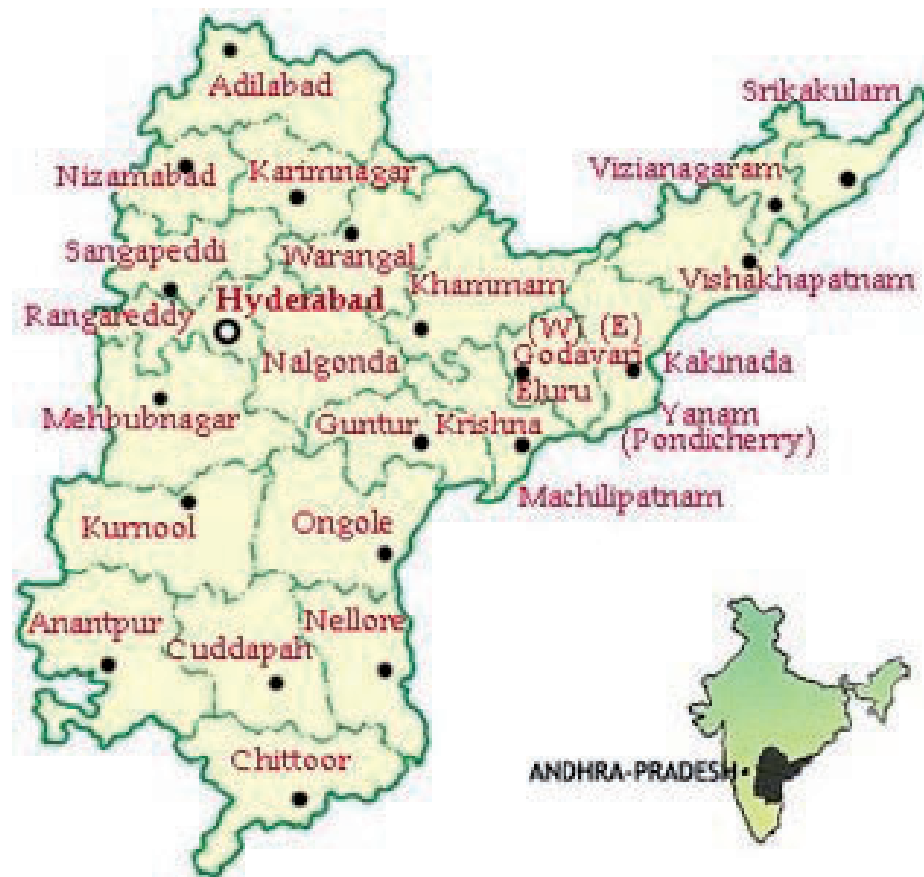 Adilabad
Srikakulam
Nizamabad
Karimnagar
Vizianagaram
Sangapeddi
Warangal
Khammam
Vishakhapatnam
Rangareddy
Hyderabad
(W) (E)
Godavari
Nalgonda
S
Eluru
Kakinada
Mehbubnagar
Guntur
Krishna
Yanam
(Pondicherry)
Machilipatnam
Kurnool
Ongole
Anantpur
Nellore
Cuddapah
Chittoor
ANDHRA-PRADESH